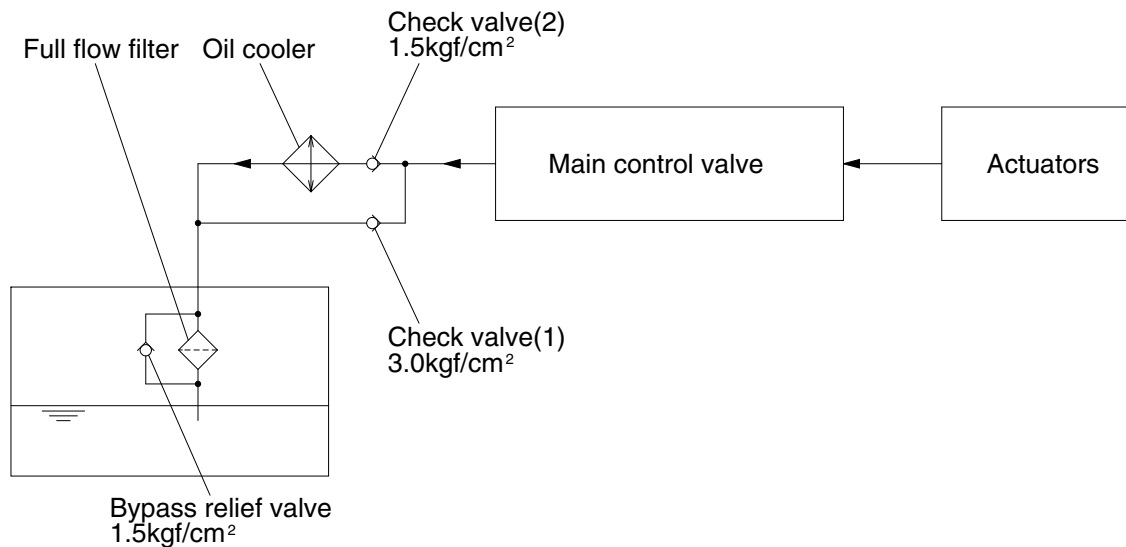 Check valve(2)
1.5kgf/cm²
Full flow filter
Oil cooler
Main control valve
Actuators
Check valve(1)
3.0kgf/cm²
Bypass relief valve
1.5kgf/cm²